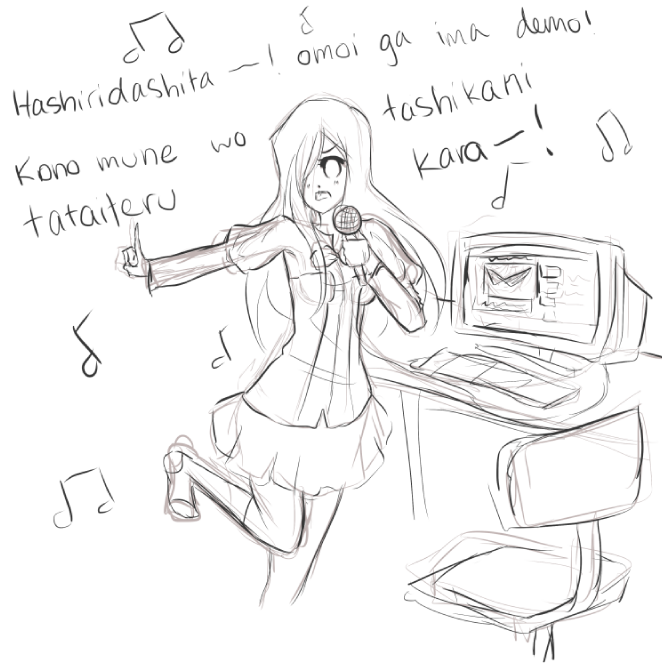 Hashiridashita ~! omoi ga ima demo!
Kono mune wo tashikani
tataiteru kara ~!